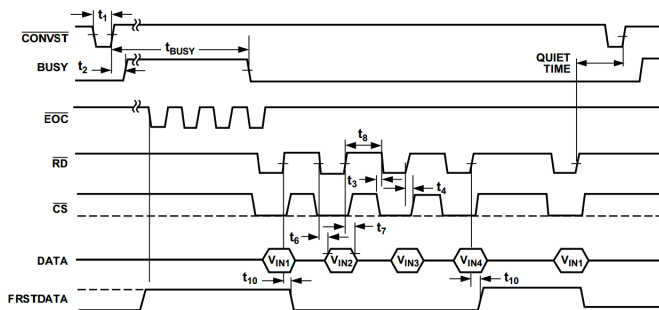 t1
CONVST
tBUSY
QUIET
TIME
BUSY
t2
EOC
t8
RD
t3
t4
CS
t6
t7
DATA
VIN1 VIN2 VIN3 VIN4 VIN1
t10
t10
FRSTDATA